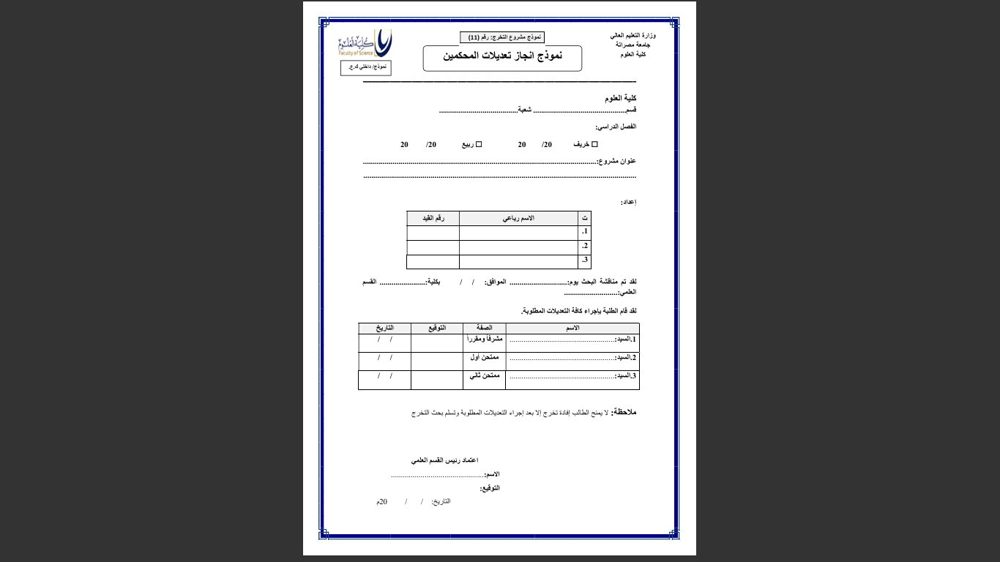 وزارة التعليم العالي
جامعة مصراتة
كلية العلوم
نموذج مشروع التخرج: رقم (11)
نموذج انجاز تعديلات المحكمين
كلية العلوم
Faculty of Science
نموذج/ داخلي ك.ع.
كلية العلوم
قسم............................................... شعبة.........................................
الفصل الدراسي:
☐ خريف 20/ 20 ☐ ربيع 20/ 20
عنوان مشروع:........................................................................................................................
................................................................................................................................................
إعداد:
ت الاسم رباعي رقم القيد
1.
2.
3.
لقد تم مناقشة البحث يوم:.............................. الموافق: / / بكلية:........................ القسم
العلمي:............................
لقد قام الطلبة بإجراء كافة التعديلات المطلوبة.
الاسم الصفة التوقيع التاريخ
1.السيد:...................................................... مشرفاً ومقرراً / /
2.السيد:...................................................... ممتحن أول / /
3.السيد:...................................................... ممتحن ثاني / /
ملاحظة: لا يمنح الطالب إفادة تخرج إلا بعد إجراء التعديلات المطلوبة وتسلم بحث التخرج
اعتماد رئيس القسم العلمي
الاسم:................................................
التوقيع:
التاريخ: / / 20م